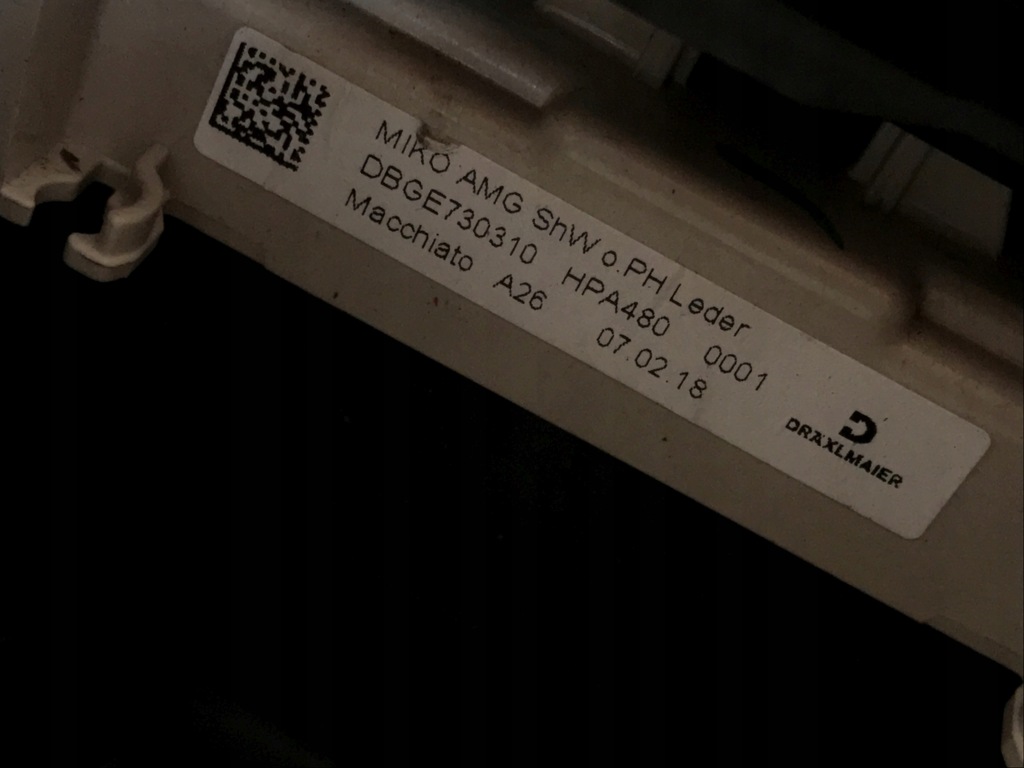 MIKO AMG ShW o.PH Leder
DBGE730310 HPA480 0001
Macchiato A26 07.02.18
DRÄXLMAIER